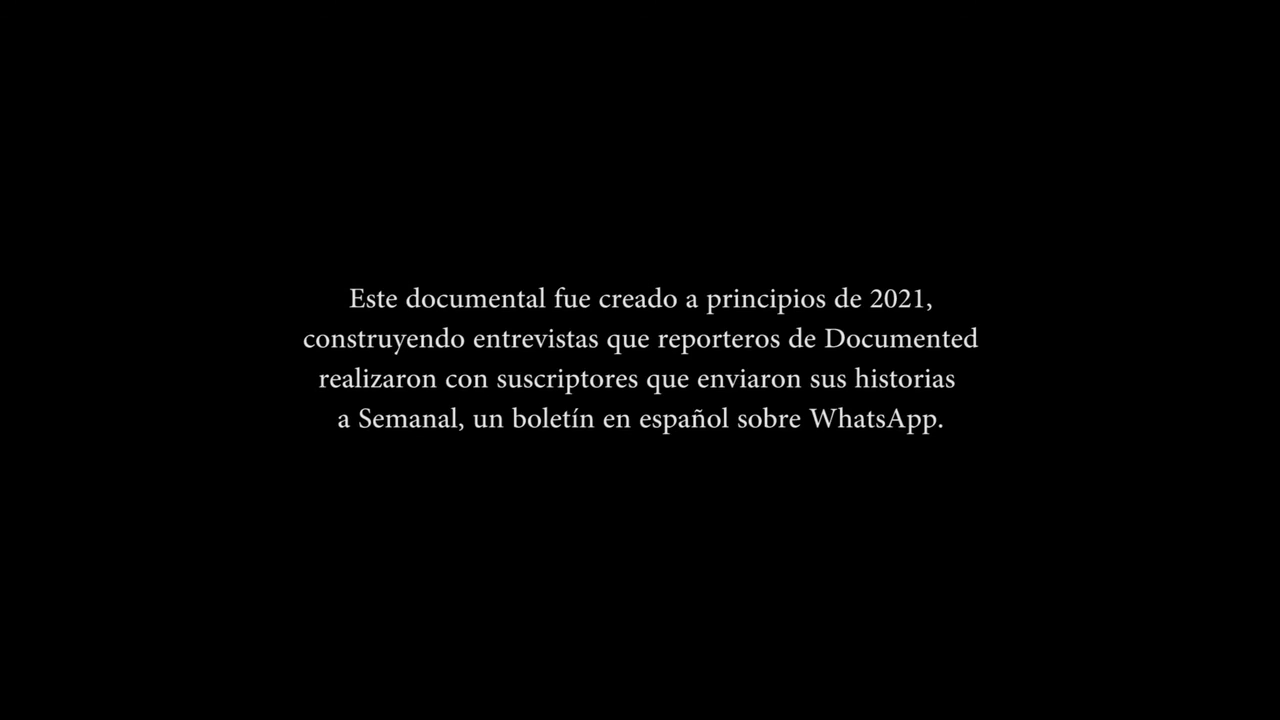 Este documental fue creado a principios de 2021,
construyendo entrevistas que reporteros de Documented
realizaron con suscriptores que enviaron sus historias
a Semanal, un boletín en español sobre WhatsApp.